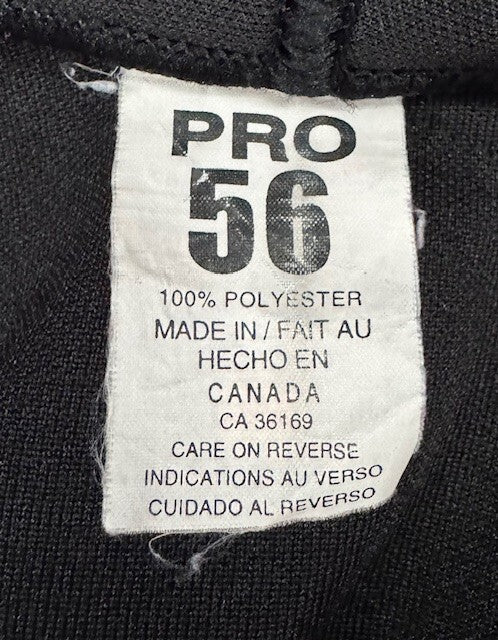 PRO
56
100% POLYESTER
MADE IN / FAIT AU
HECHO EN
CANADA
CA 36169
CARE ON REVERSE
INDICATIONS AU VERSO
CUIDADO AL REVERSO